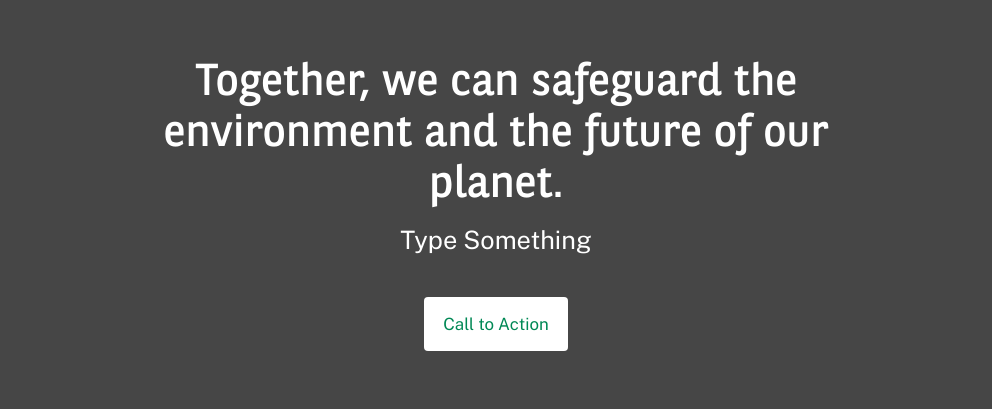 Together, we can safeguard the
environment and the future of our
planet.
Type Something
Call to Action